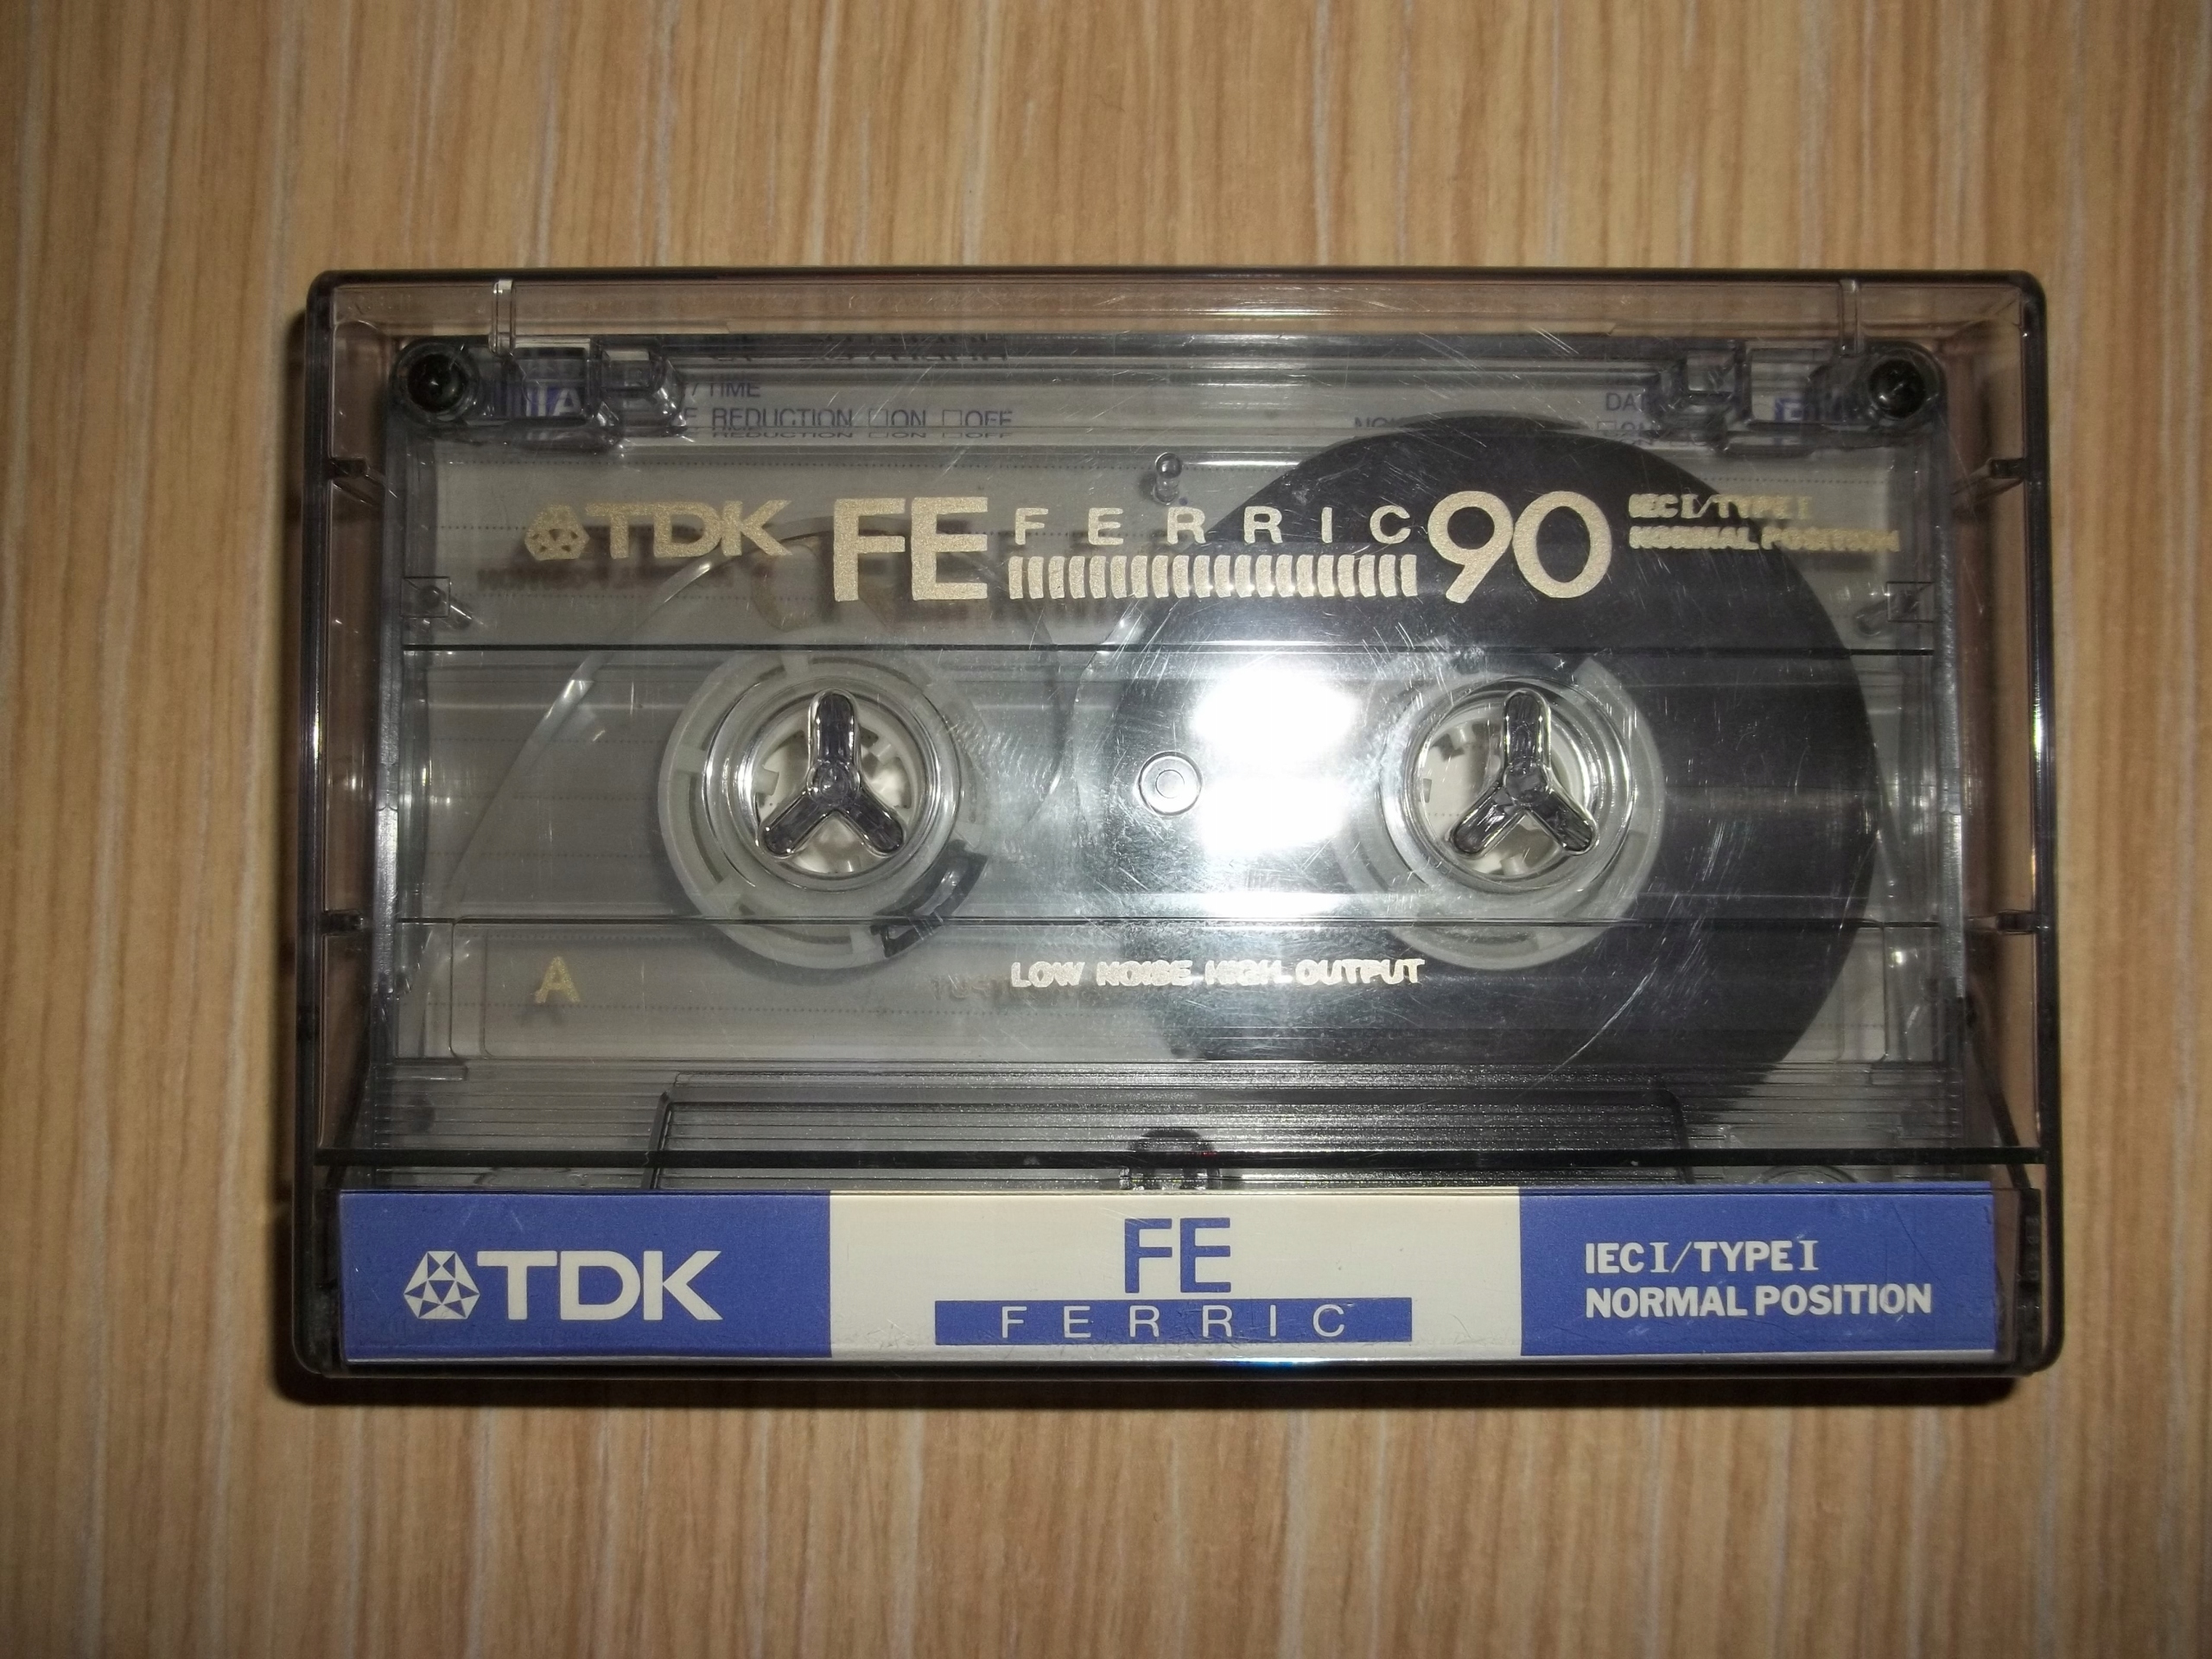 A
/ TIME
REDUCTION □ON □OFF
TDK FE FERRIC 90 IEC I/TYPE I
NORMAL POSITION
A
LOW NOISE HIGH OUTPUT
TDK
FE
FERRIC
IEC I/TYPE I
NORMAL POSITION